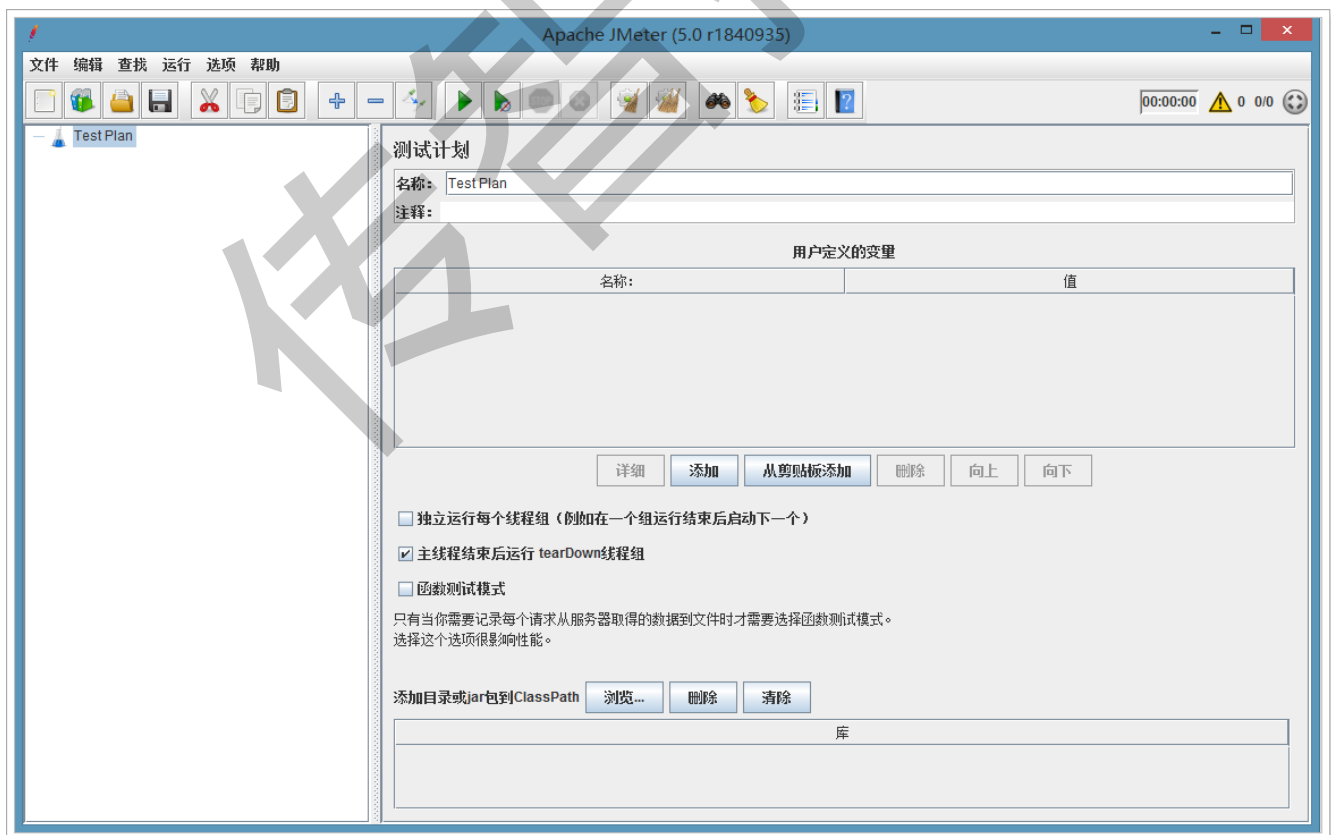 Apache JMeter (5.0 r1840935)
文件 编辑 查找 运行 选项 帮助
00:00:00 0 0/0
Test Plan
测试计划
名称： Test Plan
注释：
用户定义的变量
名称: 值
详细 添加 从剪贴板添加 删除 向上 向下
独立运行每个线程组（例如在一个组运行结束后启动下一个）
主线程结束后运行 tearDown线程组
函数测试模式
只有当你需要记录每个请求从服务器取得的数据到文件时才需要选择函数测试模式。
选择这个选项很影响性能。
添加目录或jar包到ClassPath 浏览... 删除 清除
库
传智